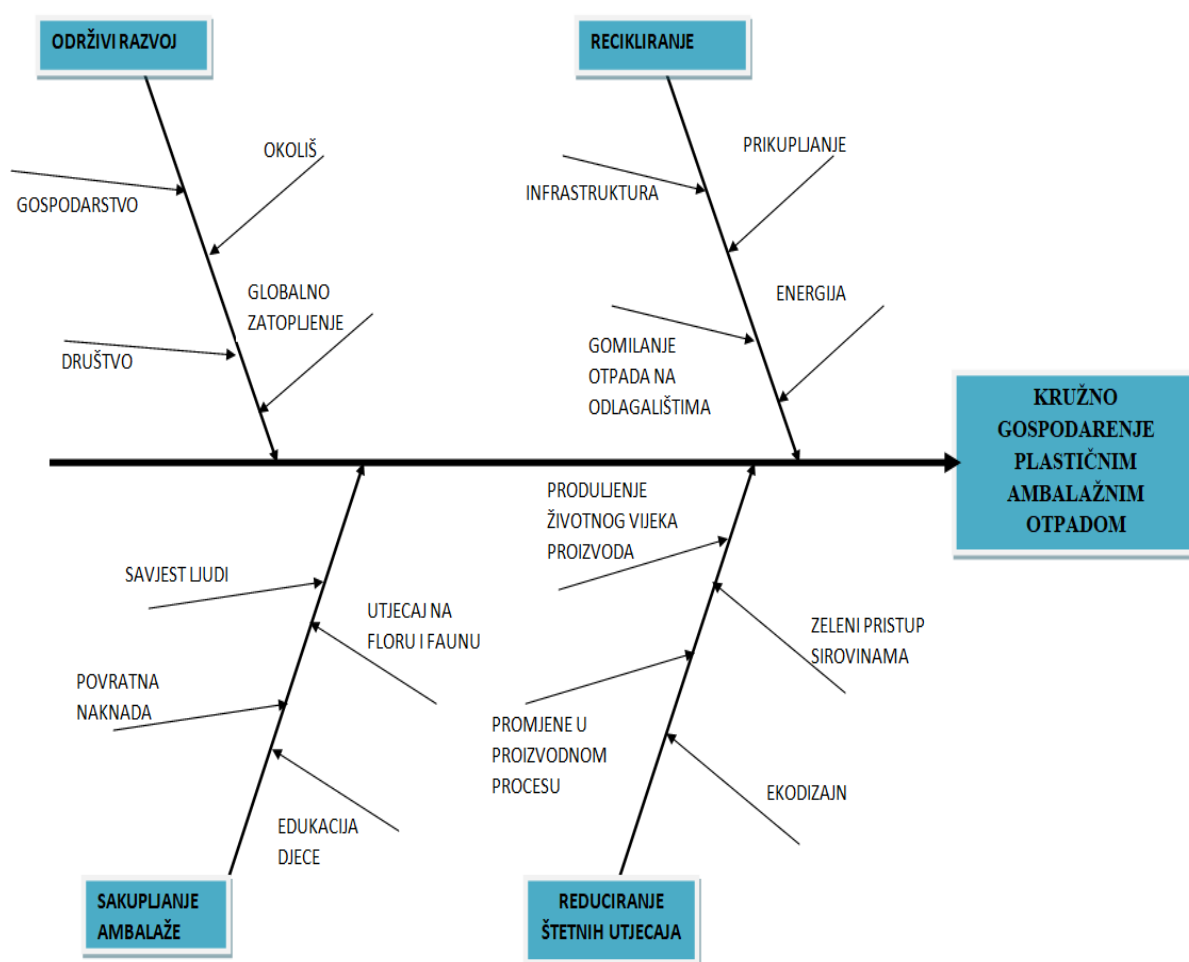 ODRŽIVI RAZVOJ
RECIKLIRANJE
OKOLIŠ
GOSPODARSTVO
GLOBALNO
ZATOPLJENJE
DRUŠTVO
PRIKUPLJANJE
INFRASTRUKTURA
ENERGIJA
GOMILANJE
OTPADA NA
ODLAGALIŠTIMA
KRUŽNO
GOSPODARENJE
PLASTIČNIM
AMBALAŽNIM
OTPADOM
SAVJEST LJUDI
UTJECAJ NA
FLORU I FAUNU
POVRATNA
NAKNADA
EDUKACIJA
DJECE
PRODULJENJE
ŽIVOTNOG VIJEKA
PROIZVODA
ZELENI PRISTUP
SIROVINAMA
PROMJENE U
PROIZVODNOM
PROCESU
EKODIZAJN
SAKUPLJANJE
AMBALAŽE
REDUCIRANJE
ŠTETNIH UTJECAJA